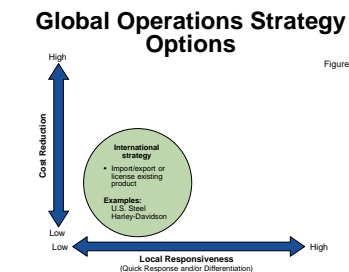 Global Operations Strategy
Options
Figure
High
Cost Reduction
International
strategy
• Import/export or
license existing
product
Examples:
U.S. Steel
Harley-Davidson
Low
Low
High
Local Responsiveness
(Quick Response and/or Differentiation)